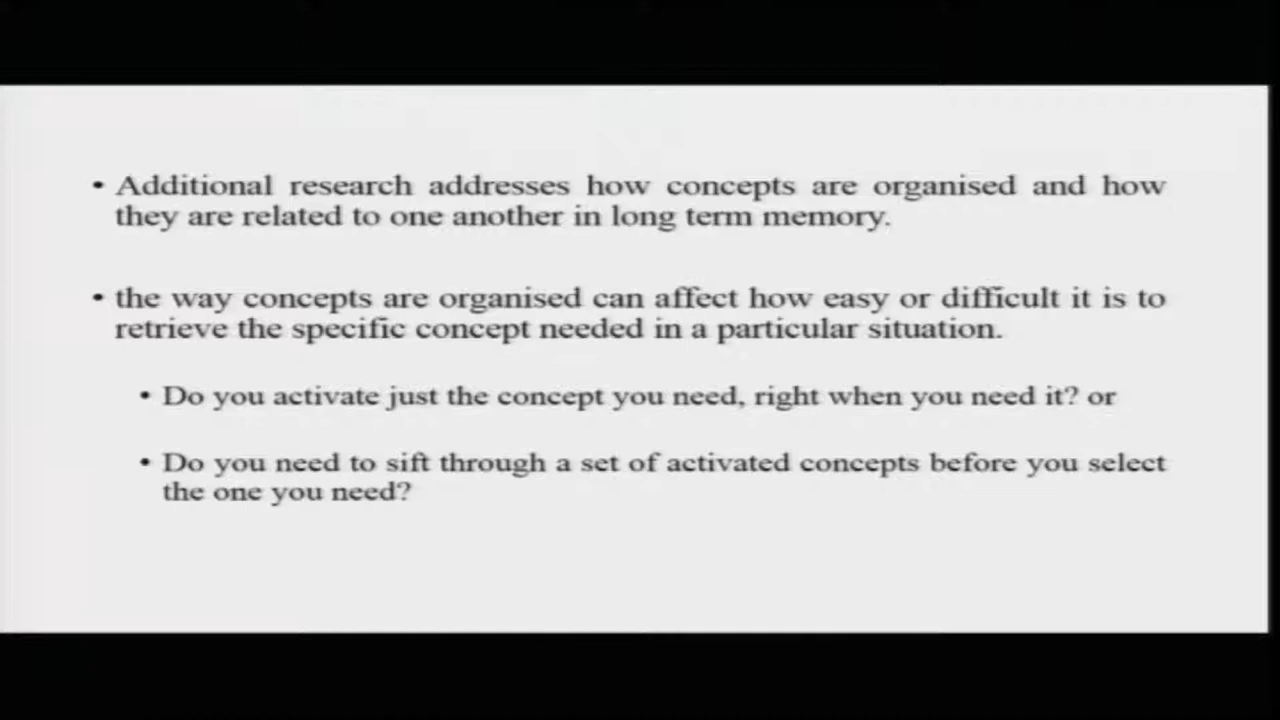 • Additional research addresses how concepts are organised and how
they are related to one another in long term memory.
• the way concepts are organised can affect how easy or difficult it is to
retrieve the specific concept needed in a particular situation.
• Do you activate just the concept you need, right when you need it? or
• Do you need to sift through a set of activated concepts before you select
the one you need?